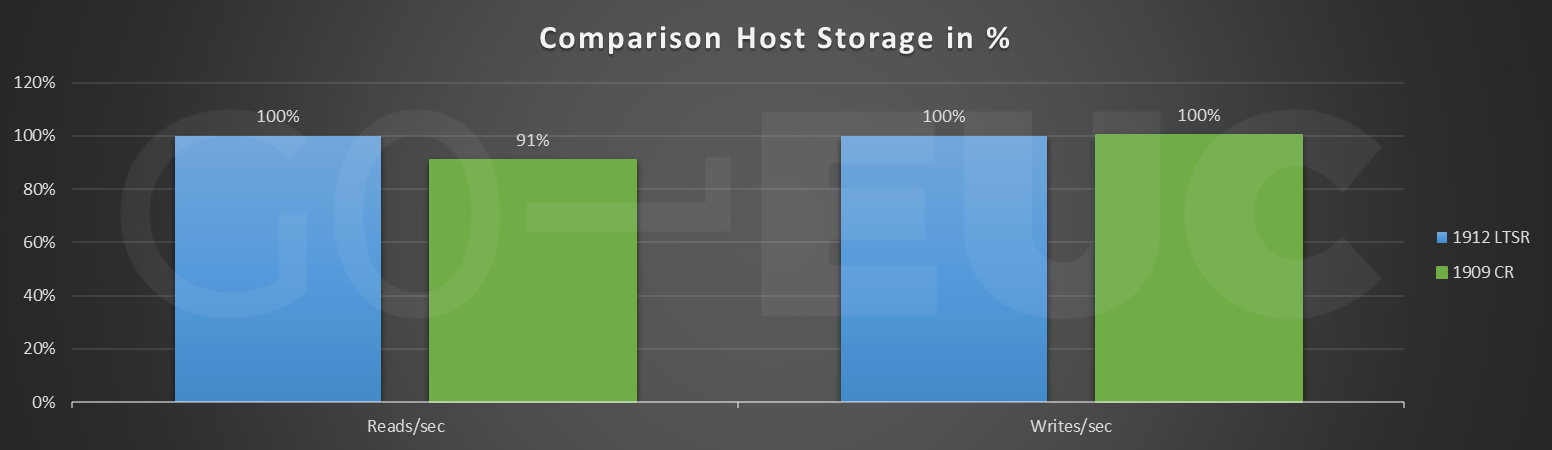 Comparison Host Storage in %
120%
100%
80%
60%
40%
20%
0%
100%
91%
100%
100%
Reads/sec
Writes/sec
1912 LTSR
1909 CR
GO-EUC